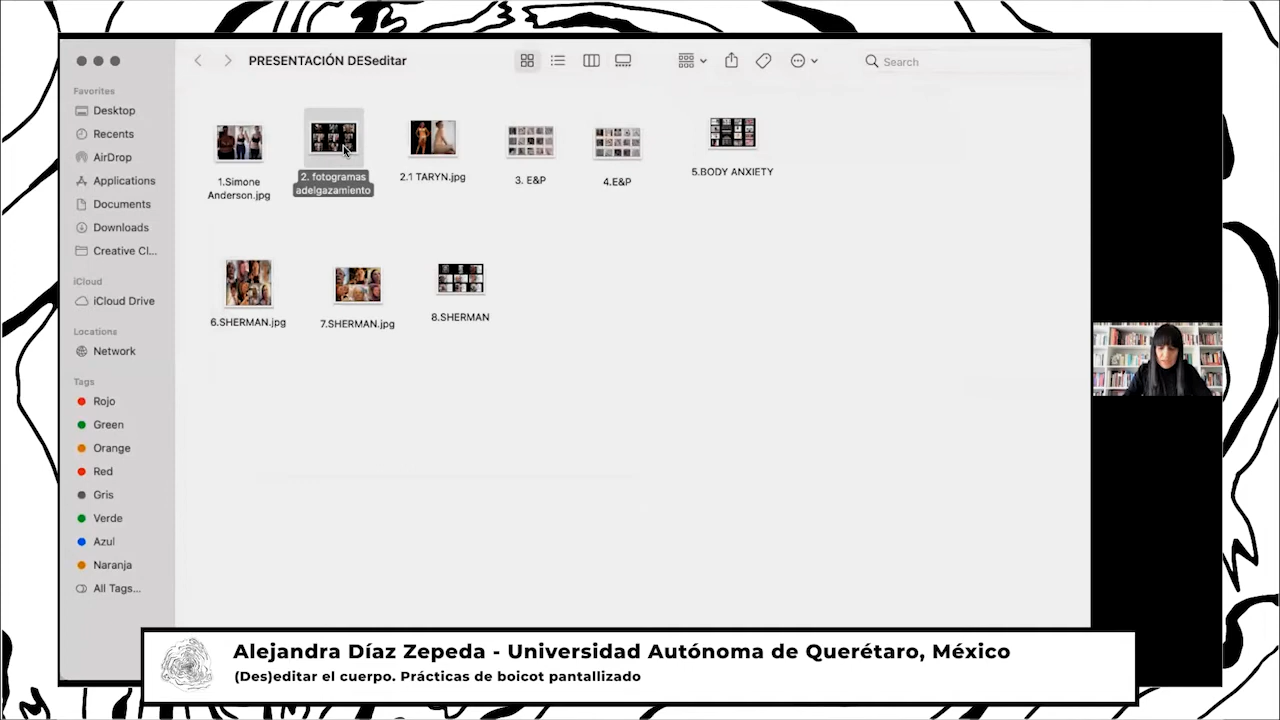 PRESENTACIÓN DESeditar
Search
Favorites
Desktop
Recents
AirDrop
Applications
Documents
Downloads
Creative Cl...
iCloud
iCloud Drive
Locations
Network
Tags
Rojo
Green
Orange
Red
Gris
Verde
Azul
Naranja
All Tags...
1.Simone
Anderson.jpg
2. fotogramas
adelgazamiento
2.1 TARYN.jpg
3. E&P
4.E&P
5.BODY ANXIETY
6.SHERMAN.jpg
7.SHERMAN.jpg
8.SHERMAN
Alejandra Díaz Zepeda - Universidad Autónoma de Querétaro, México
(Des)editar el cuerpo. Prácticas de boicot pantallizado